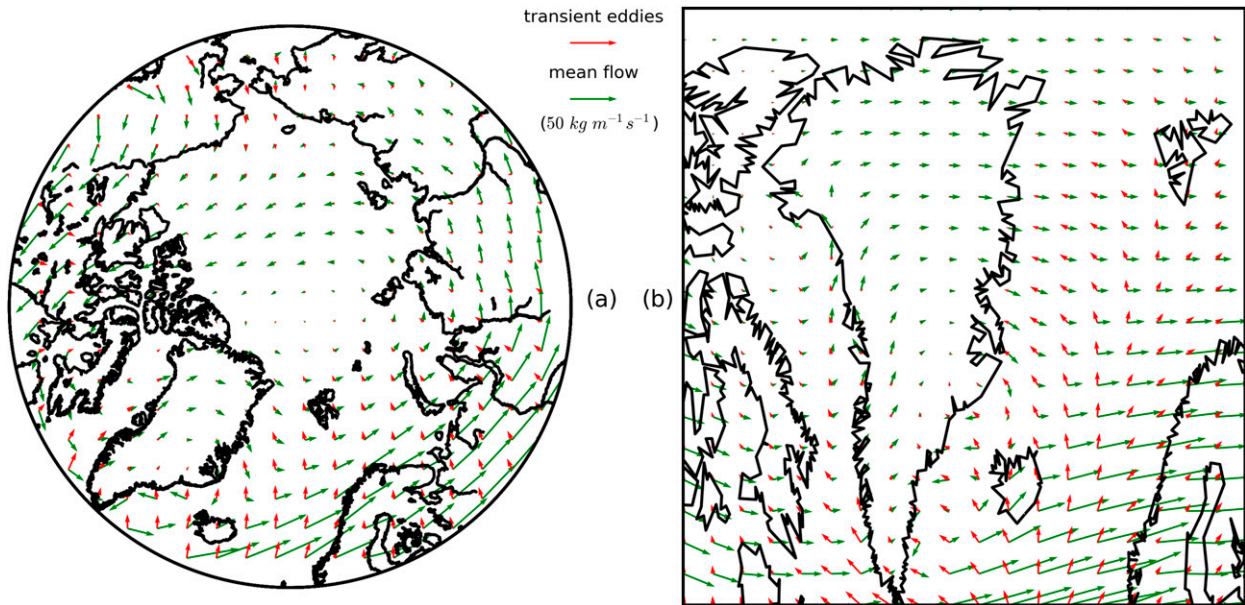 transient eddies
mean flow
(50 kg m⁻¹ s⁻¹)
(a) (b)